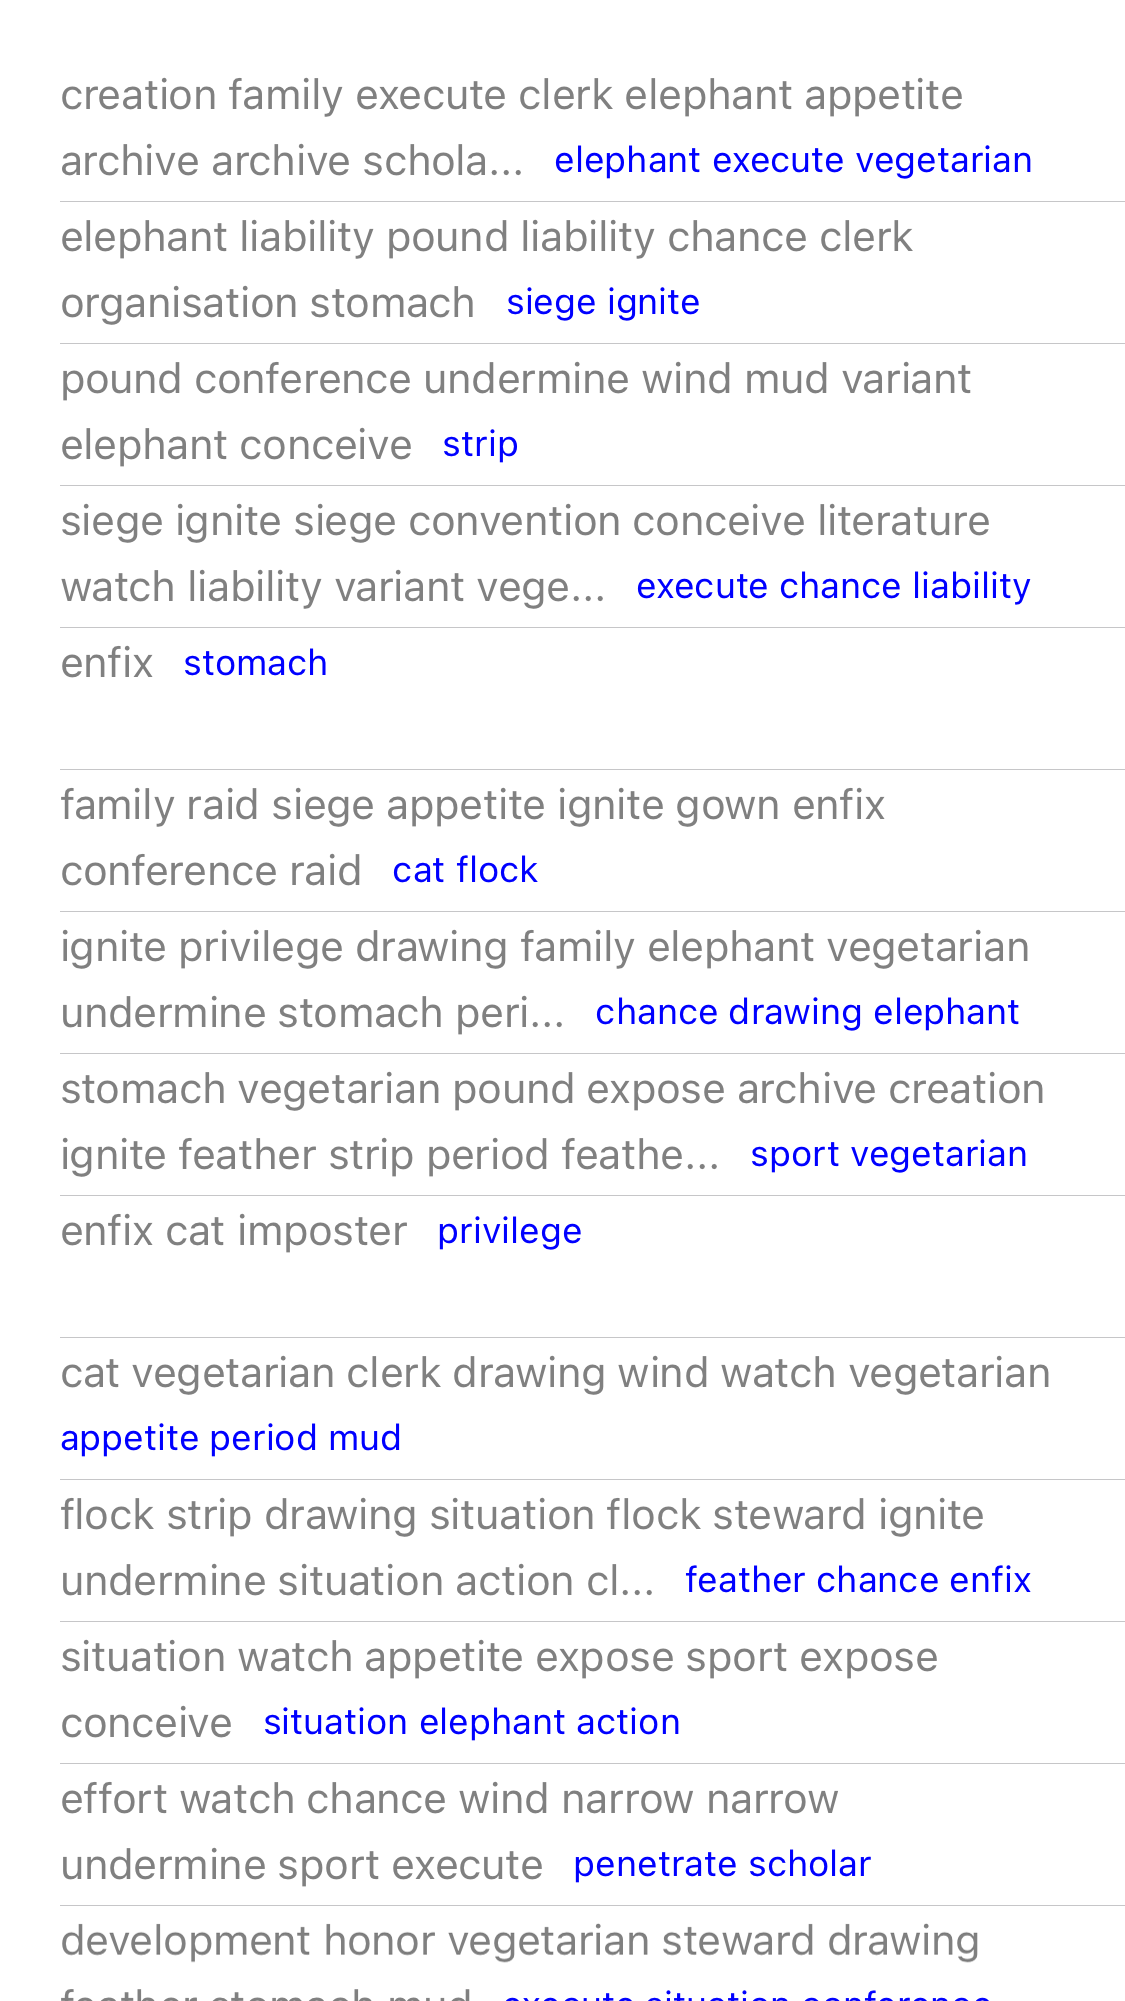 creation family execute clerk elephant appetite
archive archive schola... elephant execute vegetarian
elephant liability pound liability chance clerk
organisation stomach siege ignite
pound conference undermine wind mud variant
elephant conceive strip
siege ignite siege convention conceive literature
watch liability variant vege... execute chance liability
enfix stomach
family raid siege appetite ignite gown enfix
conference raid cat flock
ignite privilege drawing family elephant vegetarian
undermine stomach peri... chance drawing elephant
stomach vegetarian pound expose archive creation
ignite feather strip period feathe... sport vegetarian
enfix cat imposter privilege
cat vegetarian clerk drawing wind watch vegetarian
appetite period mud
flock strip drawing situation flock steward ignite
undermine situation action cl... feather chance enfix
situation watch appetite expose sport expose
conceive situation elephant action
effort watch chance wind narrow narrow
undermine sport execute penetrate scholar
development honor vegetarian steward drawing
feather stomach mud execute situation conference